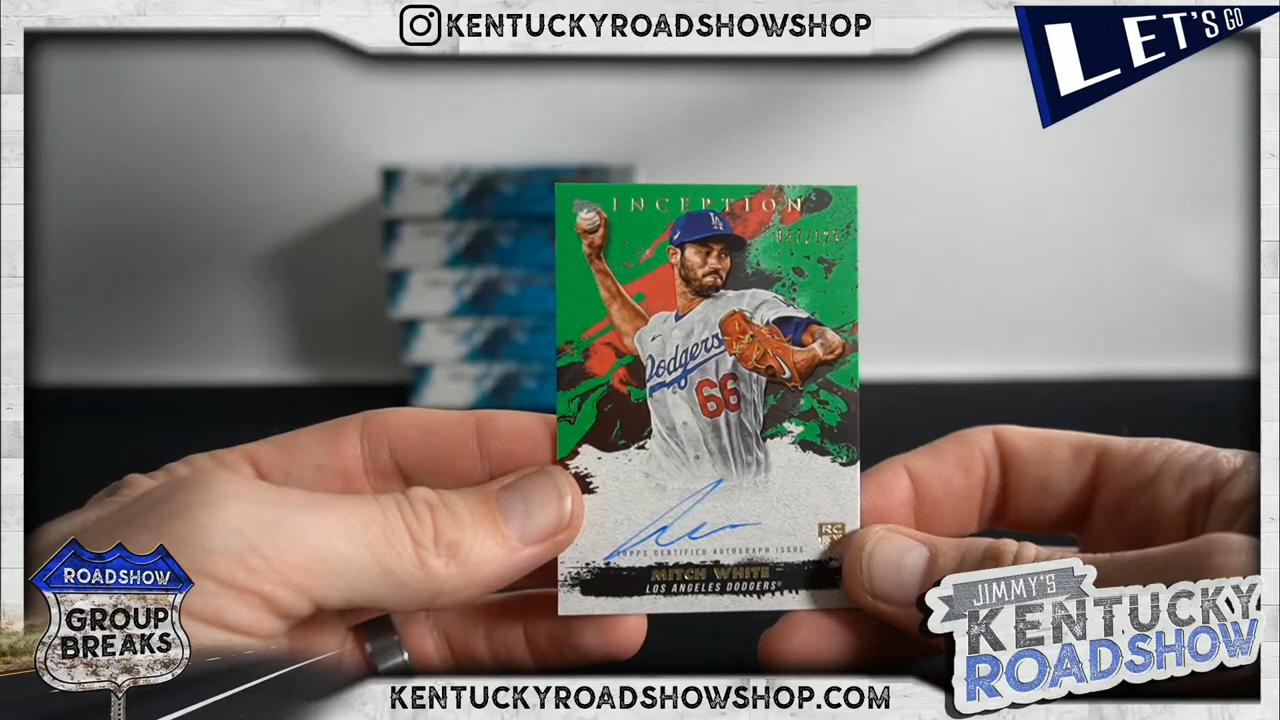 KENTUCKYROADSHOWSHOP
LET'S GO
INCEPTION
LA
Dodgers
66
RC
TOPPS CERTIFIED AUTOGRAPH ISSUE
MITCH WHITE
LOS ANGELES DODGERS®
ROADSHOW
GROUP
BREAKS
JIMMY'S
KENTUCKY
ROADSHOW
KENTUCKYROADSHOWSHOP.COM